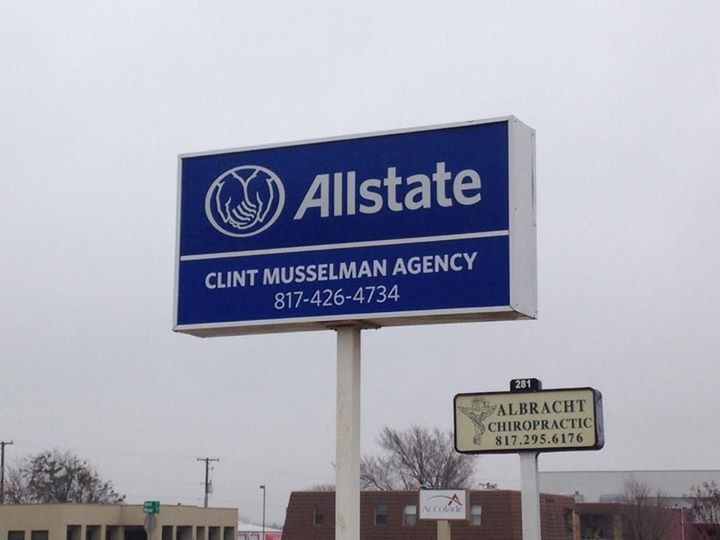 Allstate
CLINT MUSSELMAN AGENCY
817-426-4734
281
ALBRACHT
CHIROPRACTIC
817.295.6176
Accolade